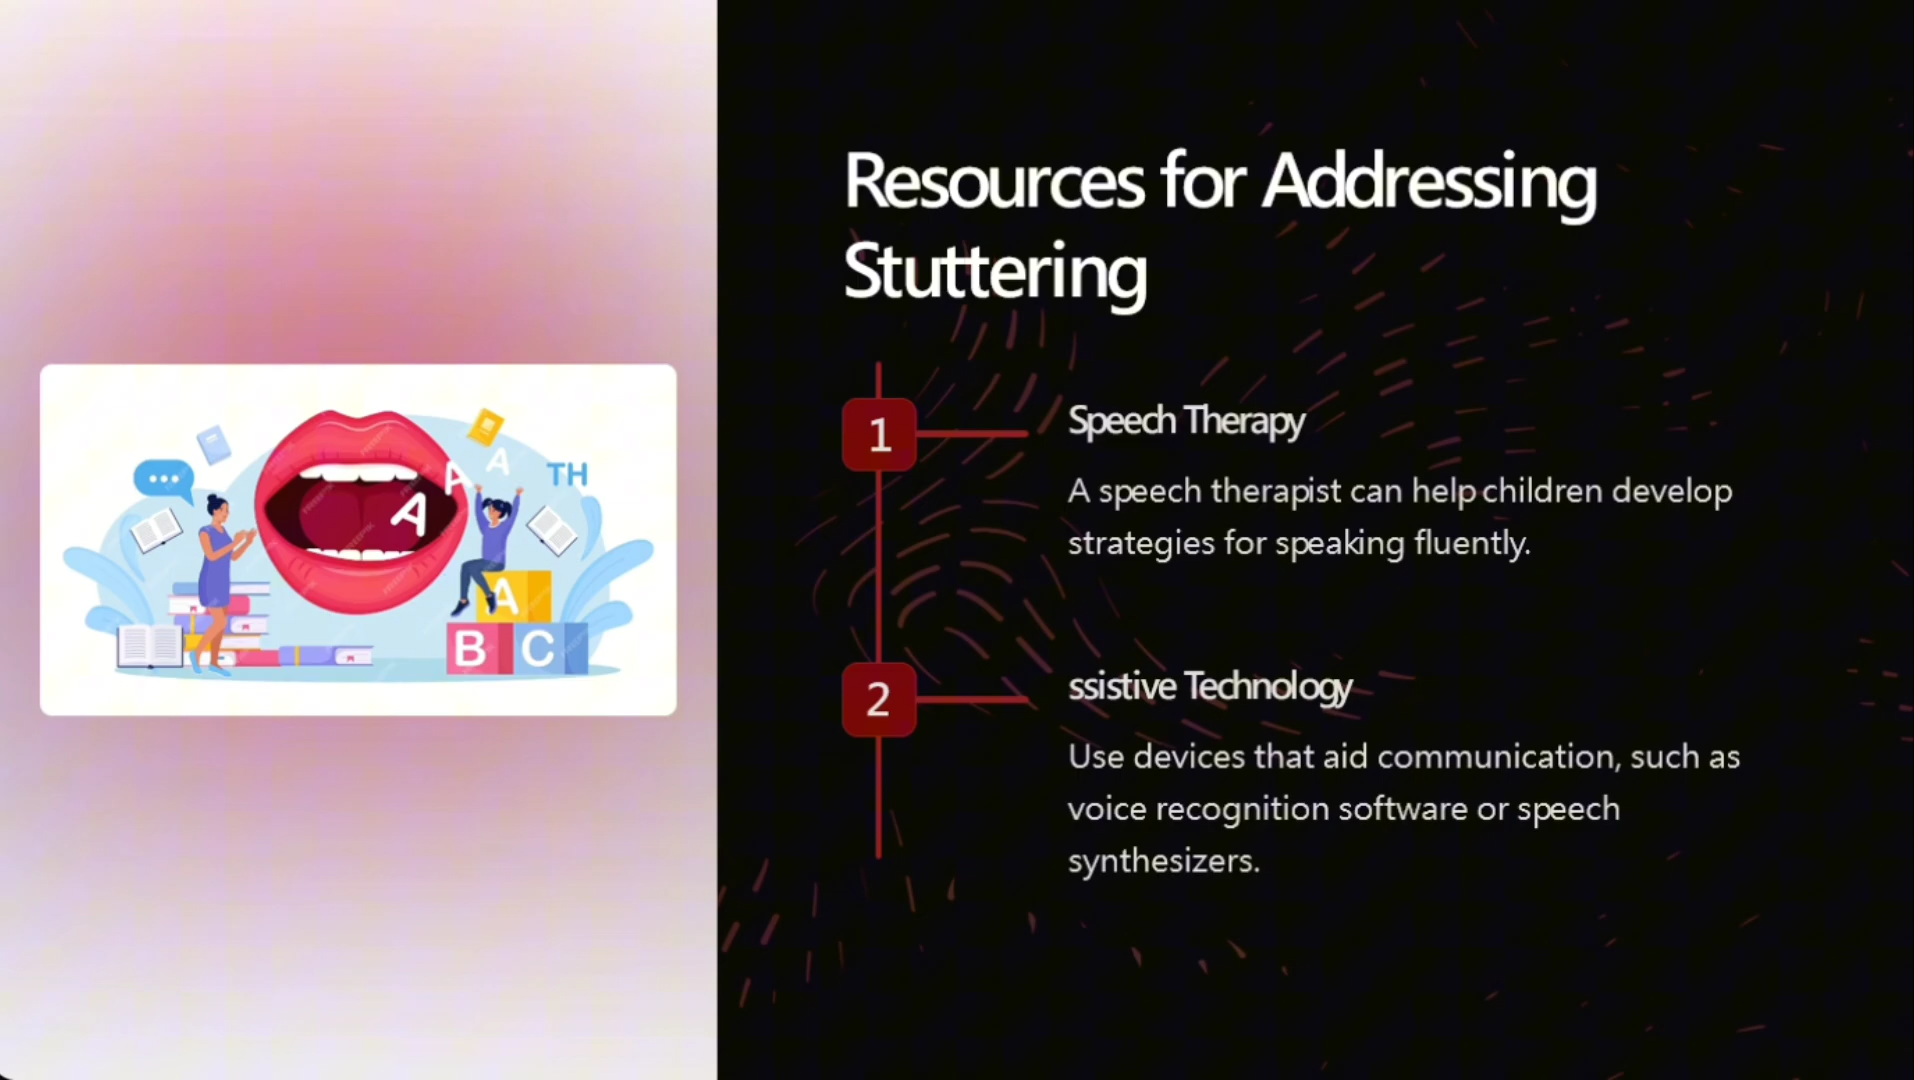 Resources for Addressing
Stuttering
1
Speech Therapy
A speech therapist can help children develop
strategies for speaking fluently.
2
ssistive Technology
Use devices that aid communication, such as
voice recognition software or speech
synthesizers.
A
A
A
TH
A
B C